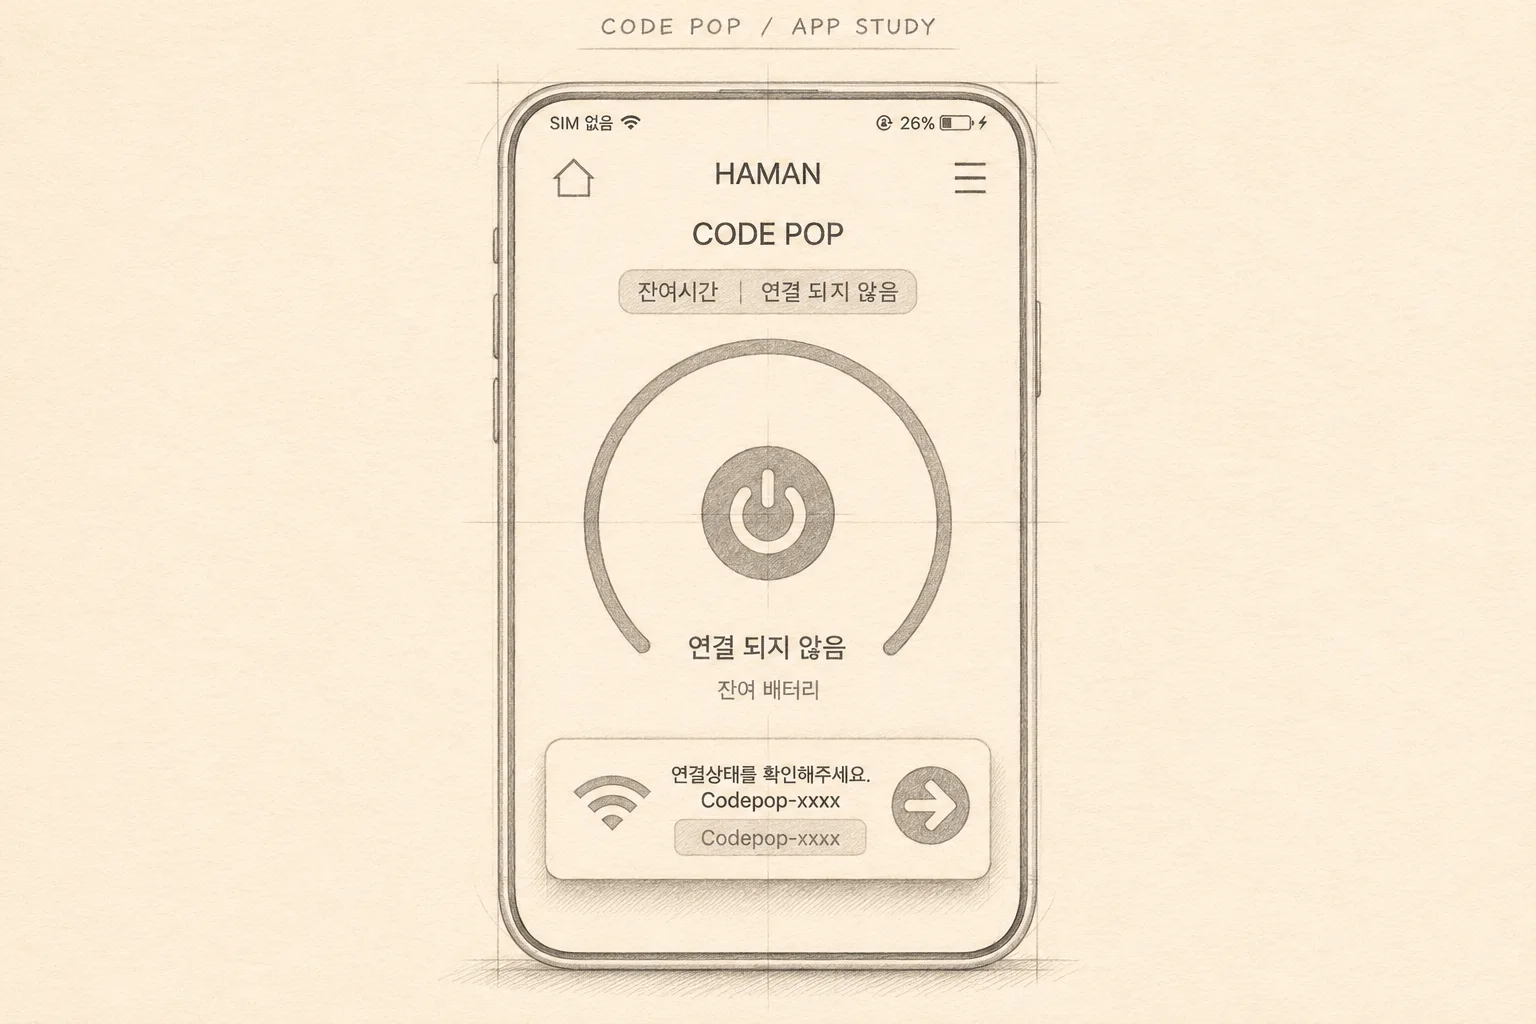 CODE POP / APP STUDY
SIM 없음 26%
HAMAN
CODE POP
잔여시간 | 연결 되지 않음
연결 되지 않음
잔여 배터리
연결상태를 확인해주세요.
Codepop-xxxx
Codepop-xxxx